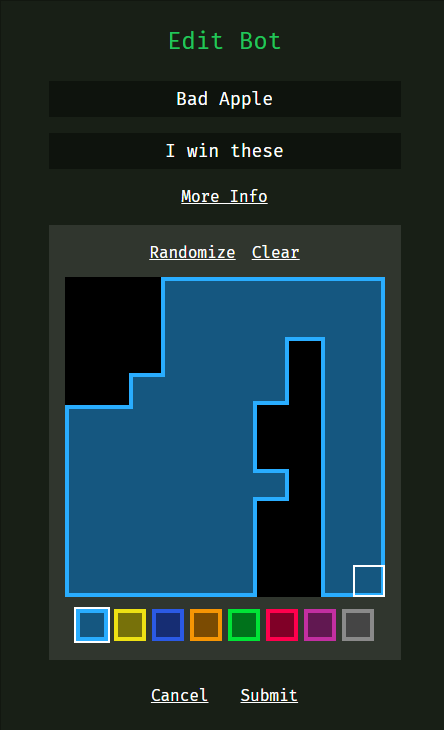 Edit Bot
Bad Apple
I win these
More Info
Randomize Clear
Cancel Submit